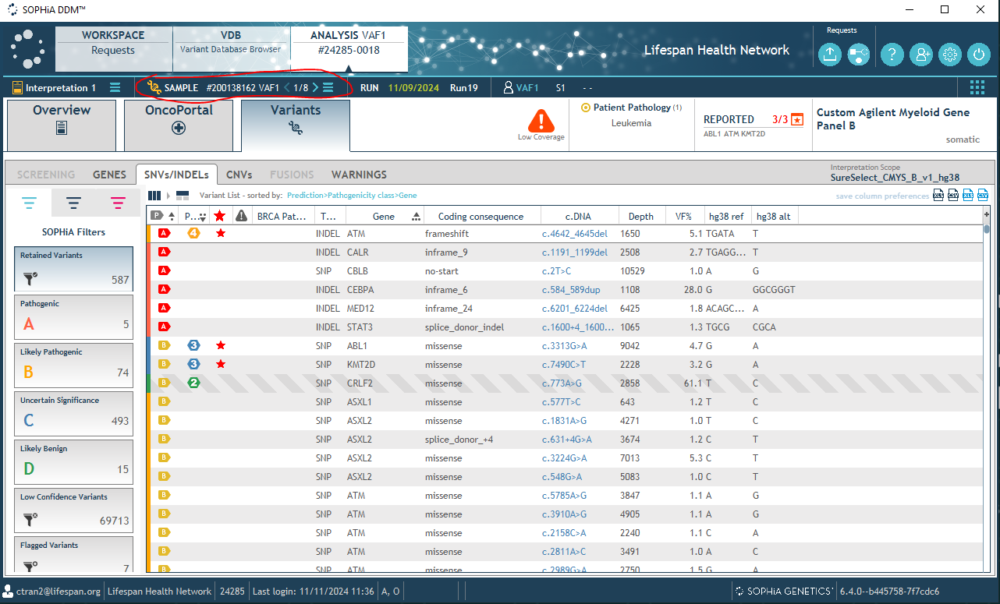 SOPHiA DDM™
WORKSPACE
Requests
VDB
Variant Database Browser
ANALYSIS VAF1
#24285-0018
Lifespan Health Network
Requests
?
Interpretation 1
SAMPLE #200138162 VAF1 < 1/8 >
RUN 11/09/2024 Run19
VAF1 S1 - -
Overview
OncoPortal
Variants
Low Coverage
Patient Pathology (1)
Leukemia
REPORTED 3/3
ABL1 ATM KMT2D
Custom Agilent Myeloid Gene
Panel B
somatic
SCREENING GENES SNVs/INDELs CNVs FUSIONS WARNINGS
Interpretation Scope
SureSelect_CMYS_B_v1_hg38
Variant List - sorted by: Prediction>Pathogenicity class>Gene
save column preferences XLS CSV XLS CSV
SOPHiA Filters
Retained Variants
587
Pathogenic
A 5
Likely Pathogenic
B 74
Uncertain Significance
C 493
Likely Benign
D 15
Low Confidence Variants
69713
Flagged Variants
7
P P... BRCA Pat... T... Gene Coding consequence c.DNA Depth VF% hg38 ref hg38 alt +
A 4 INDEL ATM frameshift c.4642_4645del 1650 5.1 TGATA T
A INDEL CALR inframe_9 c.1191_1199del 2508 2.7 TGAGG... T
A SNP CBLB no-start c.2T>C 10529 1.0 A G
A INDEL CEBPA inframe_6 c.584_589dup 1108 28.0 G GGCGGGT
A INDEL MED12 inframe_24 c.6201_6224del 6425 1.8 ACAGC... A
A INDEL STAT3 splice_donor_indel c.1600+4_1600... 1065 1.3 TGCG CGCA
B 3 SNP ABL1 missense c.3313G>A 9042 4.7 G A
B 3 SNP KMT2D missense c.7490C>T 2228 3.2 G A
B 2 SNP CRLF2 missense c.773A>G 2858 61.1 T C
B SNP ASXL1 missense c.577T>C 643 1.2 T C
B SNP ASXL2 missense c.1831A>G 4271 1.0 T C
B SNP ASXL2 splice_donor_+4 c.631+4G>A 3674 1.2 C T
B SNP ASXL2 missense c.3224G>A 7013 5.3 C T
B SNP ASXL2 missense c.548G>A 5083 1.0 C T
B SNP ATM missense c.5785A>G 3847 1.1 A G
B SNP ATM missense c.3910A>G 4905 1.1 A G
B SNP ATM missense c.2158C>A 2240 1.1 C A
B SNP ATM missense c.2811A>C 3491 1.0 A C
B SNP ATM missense c.2989G>A 2750 1.5 G A
ctran2@lifespan.org Lifespan Health Network 24285 Last login: 11/11/2024 11:36 A, O
SOPHiA GENETICS 6.4.0--b445758-7f7cdc6